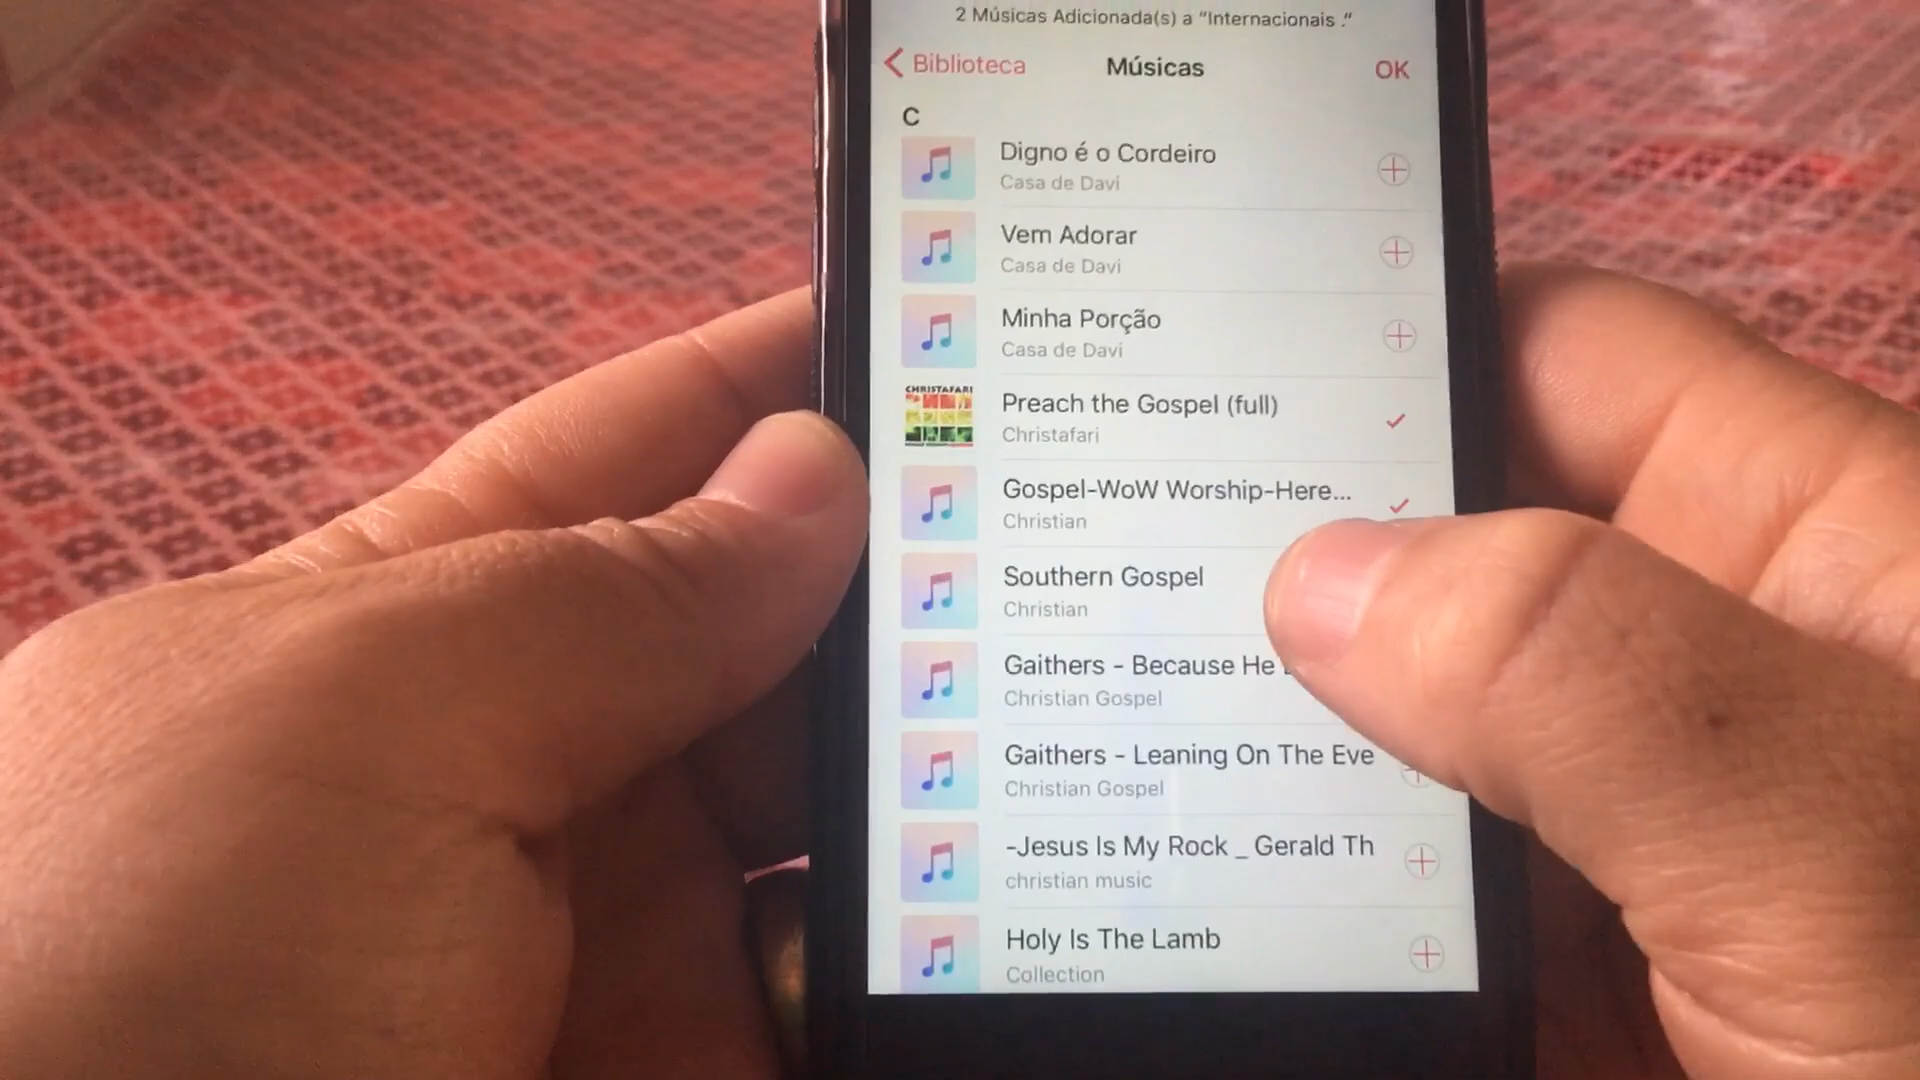 2 Músicas Adicionada(s) a “Internacionais .”
Biblioteca Músicas OK
C
Digno é o Cordeiro
Casa de Davi
Vem Adorar
Casa de Davi
Minha Porção
Casa de Davi
CHRISTAFARI
Preach the Gospel (full)
Christafari
Gospel-WoW Worship-Here...
Christian
Southern Gospel
Christian
Gaithers - Because He
Christian Gospel
Gaithers - Leaning On The Eve
Christian Gospel
-Jesus Is My Rock _ Gerald Th
christian music
Holy Is The Lamb
Collection